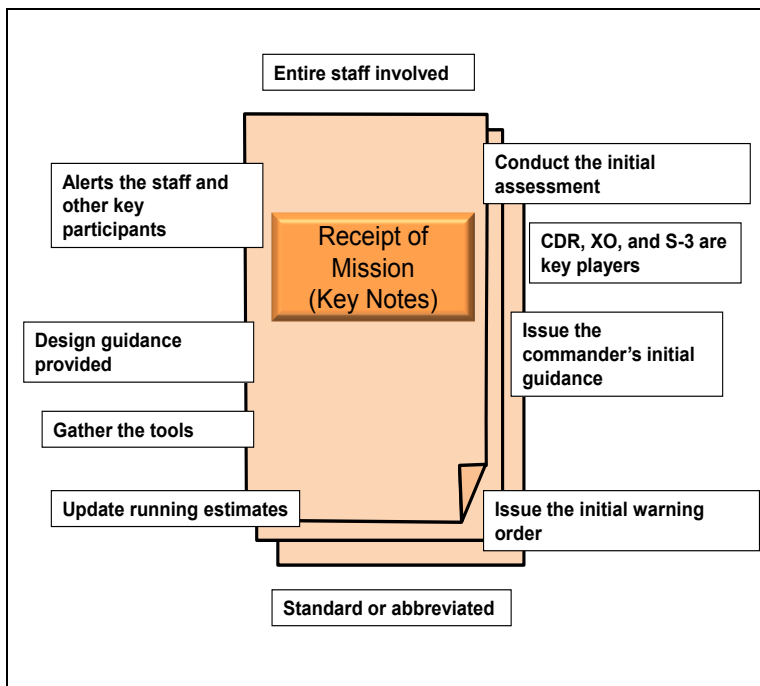 Entire staff involved
Alerts the staff and
other key
participants
Conduct the initial
assessment
Receipt of
Mission
(Key Notes)
CDR, XO, and S-3 are
key players
Design guidance
provided
Issue the
commander’s initial
guidance
Gather the tools
Update running estimates
Issue the initial warning
order
Standard or abbreviated